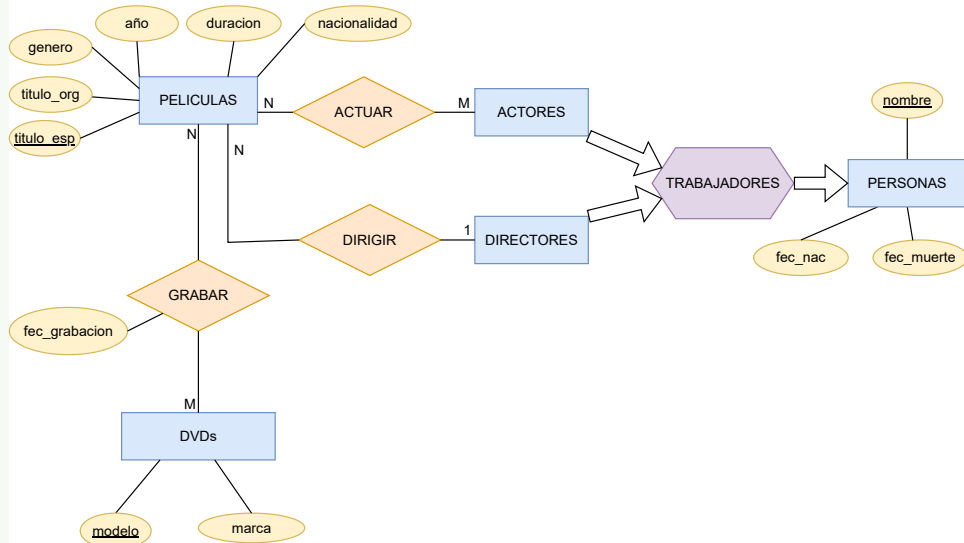 año
duracion
nacionalidad
genero
titulo_org
titulo_esp
PELICULAS
N
ACTUAR
M
ACTORES
nombre
N
N
TRABAJADORES
PERSONAS
DIRIGIR
1
DIRECTORES
fec_nac
fec_muerte
GRABAR
fec_grabacion
M
DVDs
modelo
marca